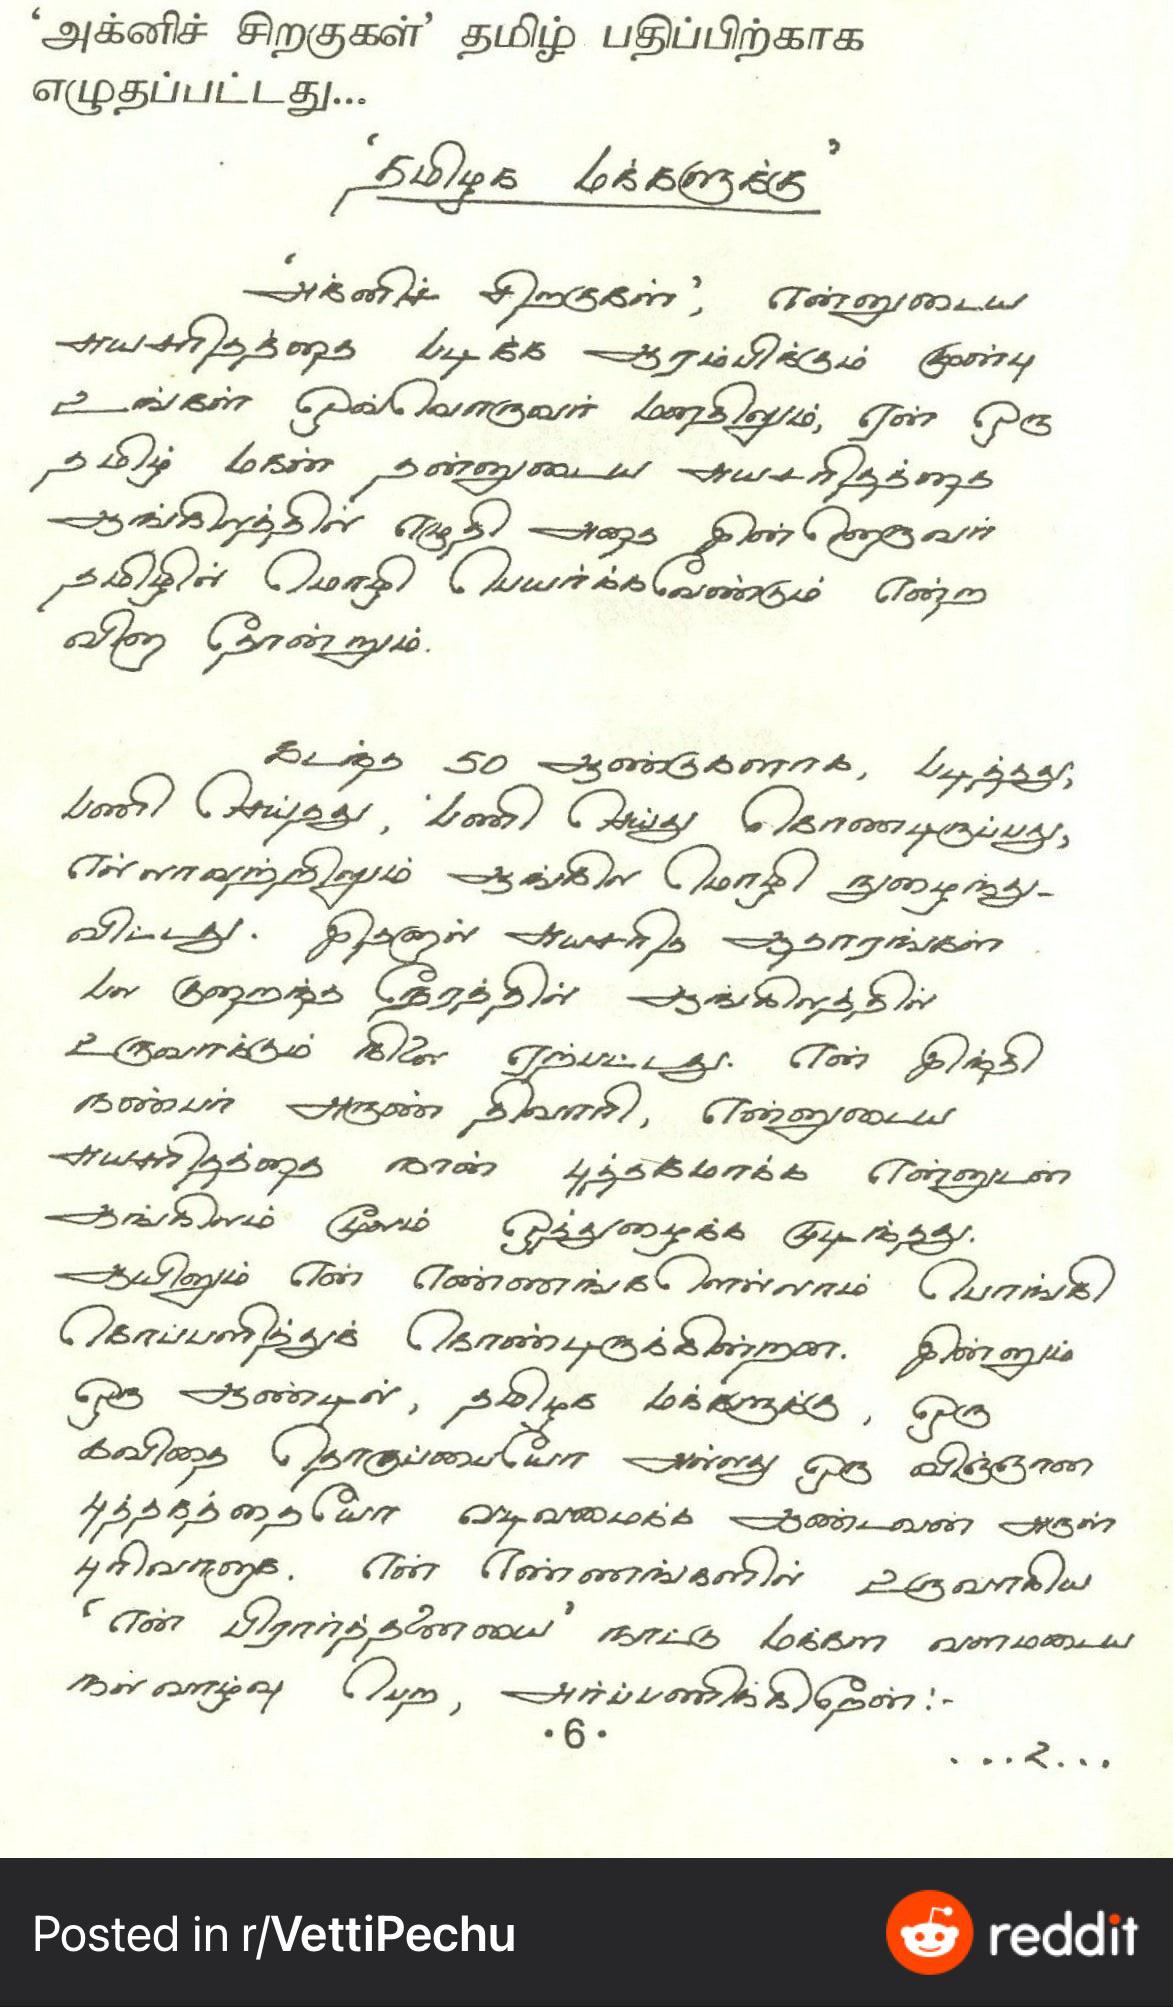 ‘அக்னிச் சிறகுகள்’ தமிழ் பதிப்பிற்காக
எழுதப்பட்டது...
‘தமிழக மக்களுக்கு’
‘அக்னிச் சிறகுகள்’, என்னுடைய
சுயசரிதத்தை படிக்க ஆரம்பிக்கும் முன்பு
உங்கள் ஒவ்வொருவர் மனதிலும், ஏன் ஒரு
தமிழ் மகன் தன்னுடைய சுயசரிதத்தை
ஆங்கிலத்தில் எழுதி அதை இன்னொருவர்
தமிழில் மொழி பெயர்க்கவேண்டும் என்ற
வினா தோன்றும்.
கடந்த 50 ஆண்டுகளாக, படித்தது,
பணி செய்தது, பணி செய்து கொண்டிருப்பது,
எல்லாவற்றிலும் ஆங்கில மொழி நுழைந்து-
விட்டது. இதனால் சுயசரித ஆதாரங்கள்
பல குறைந்த நேரத்தில் ஆங்கிலத்தில்
உருவாக்கும் நிலை ஏற்பட்டது. என் இந்தி
நண்பர் அருண் திவாரி, என்னுடைய
சுயசரிதத்தை நான் புத்தகமாக்க என்னுடன்
ஆங்கிலம் மூலம் ஒத்துழைக்க முடிந்தது.
ஆயினும் என் எண்ணங்களெல்லாம் பொங்கி
கொப்பளித்துக் கொண்டிருக்கின்றன. இன்னும்
ஒரு ஆண்டில், தமிழக மக்களுக்கு, ஒரு
கவிதை தொகுப்பையோ அல்லது ஒரு விஞ்ஞான
புத்தகத்தையோ வடிவமைக்க ஆண்டவன் அருள்
புரிவானாக. என் எண்ணங்களில் உருவாகிய
‘என் பிரார்த்தனையை’ நாட்டு மக்கள வளமடைய
நல்வாழ்வு பெற, அர்ப்பணிக்கிறேன்:-
·6·
...2...
Posted in r/VettiPechu
reddit